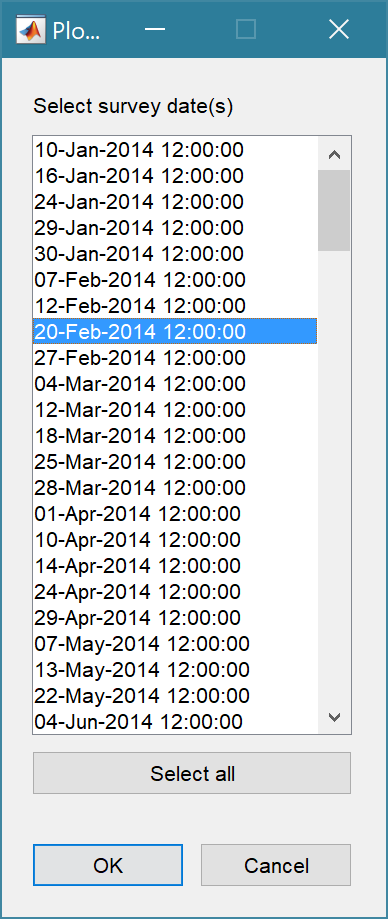 Plo...
Select survey date(s)
10-Jan-2014 12:00:00
16-Jan-2014 12:00:00
24-Jan-2014 12:00:00
29-Jan-2014 12:00:00
30-Jan-2014 12:00:00
07-Feb-2014 12:00:00
12-Feb-2014 12:00:00
20-Feb-2014 12:00:00
27-Feb-2014 12:00:00
04-Mar-2014 12:00:00
12-Mar-2014 12:00:00
18-Mar-2014 12:00:00
25-Mar-2014 12:00:00
28-Mar-2014 12:00:00
01-Apr-2014 12:00:00
10-Apr-2014 12:00:00
14-Apr-2014 12:00:00
24-Apr-2014 12:00:00
29-Apr-2014 12:00:00
07-May-2014 12:00:00
13-May-2014 12:00:00
22-May-2014 12:00:00
04-Jun-2014 12:00:00
Select all
OK Cancel